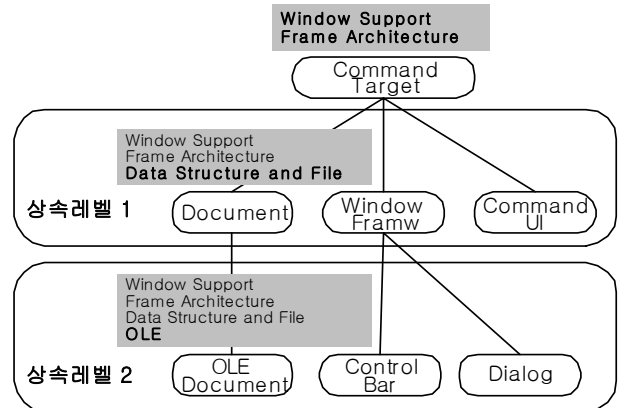 Window Support
Frame Architecture
Command
Target
Window Support
Frame Architecture
Data Structure and File
상속레벨 1
Document
Window
Framw
Command
UI
Window Support
Frame Architecture
Data Structure and File
OLE
상속레벨 2
OLE
Document
Control
Bar
Dialog